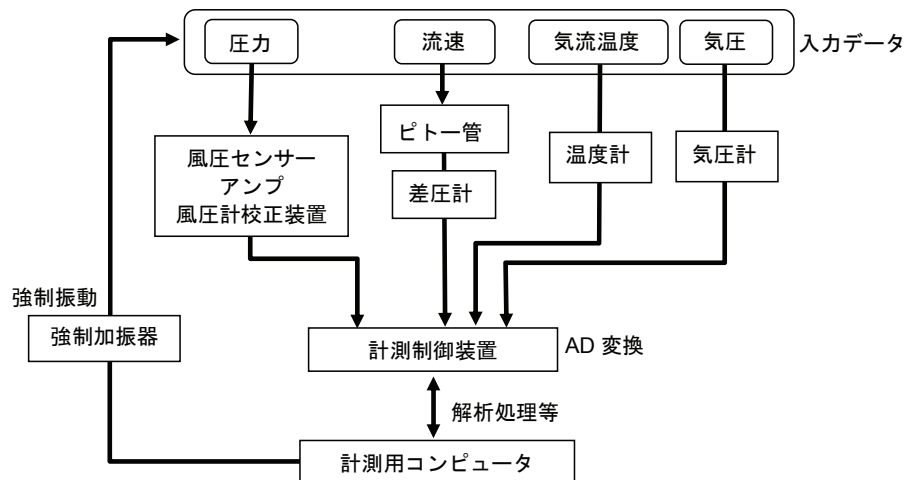 圧力
流速
気流温度
気圧
入力データ
ピトー管
風圧センサー
アンプ
風圧計校正装置
温度計
気圧計
差圧計
強制振動
強制加振器
計測制御装置
AD 変換
解析処理等
計測用コンピュータ